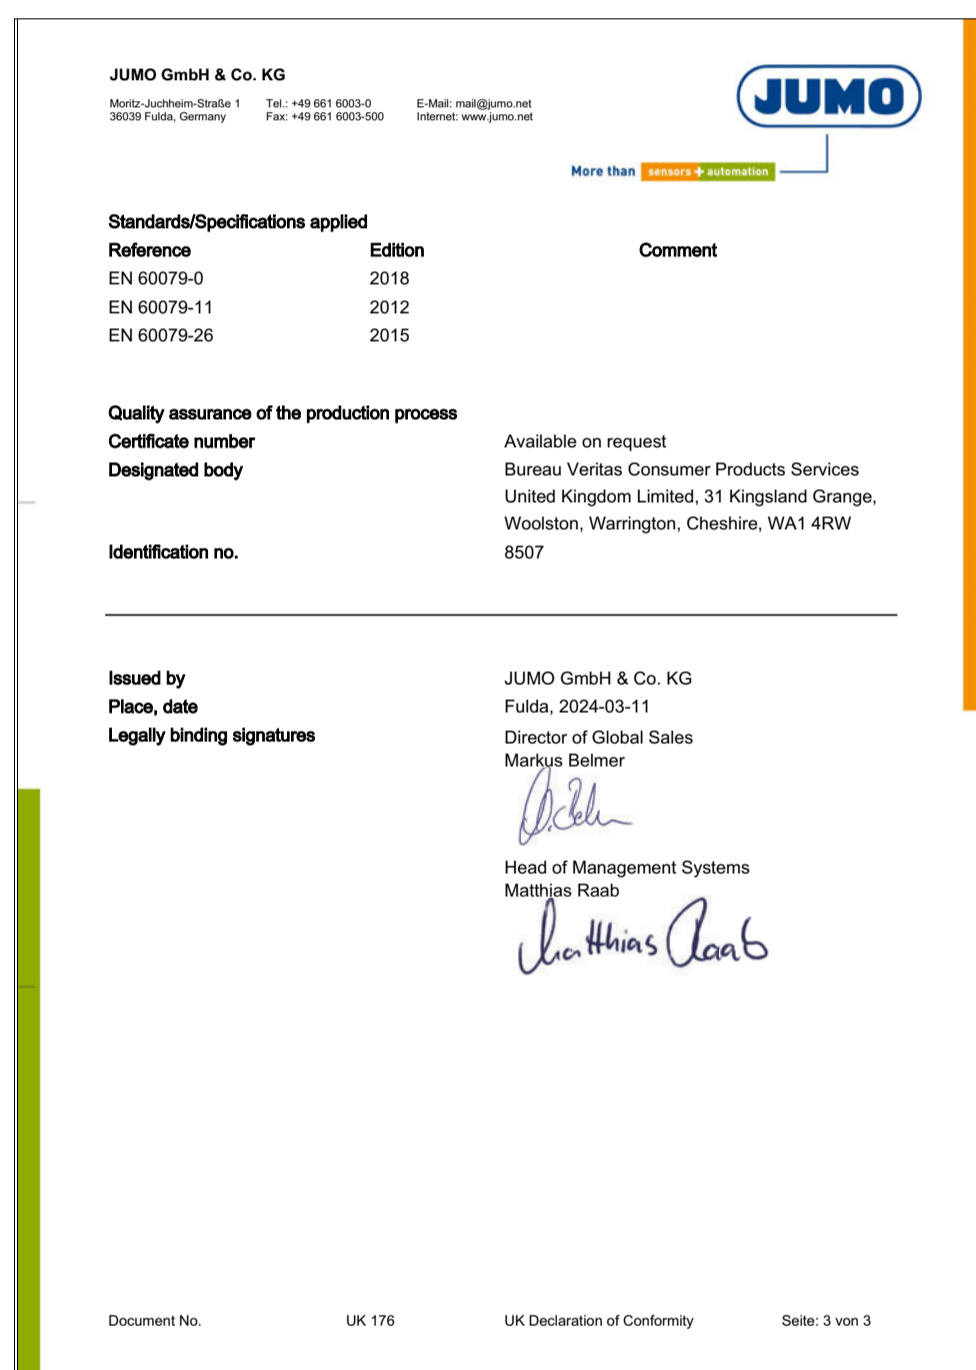 JUMO GmbH & Co. KG
Moritz-Juchheim-Straße 1 Tel.: +49 661 6003-0 E-Mail: mail@jumo.net
36039 Fulda, Germany Fax: +49 661 6003-500 Internet: www.jumo.net
JUMO
More than sensors + automation
Standards/Specifications applied
Reference Edition Comment
EN 60079-0 2018
EN 60079-11 2012
EN 60079-26 2015
Quality assurance of the production process
Certificate number Available on request
Designated body Bureau Veritas Consumer Products Services
United Kingdom Limited, 31 Kingsland Grange,
Woolston, Warrington, Cheshire, WA1 4RW
Identification no. 8507
Issued by JUMO GmbH & Co. KG
Place, date Fulda, 2024-03-11
Legally binding signatures Director of Global Sales
Markus Belmer
Head of Management Systems
Matthias Raab
Matthias Raab
Document No. UK 176 UK Declaration of Conformity Seite: 3 von 3